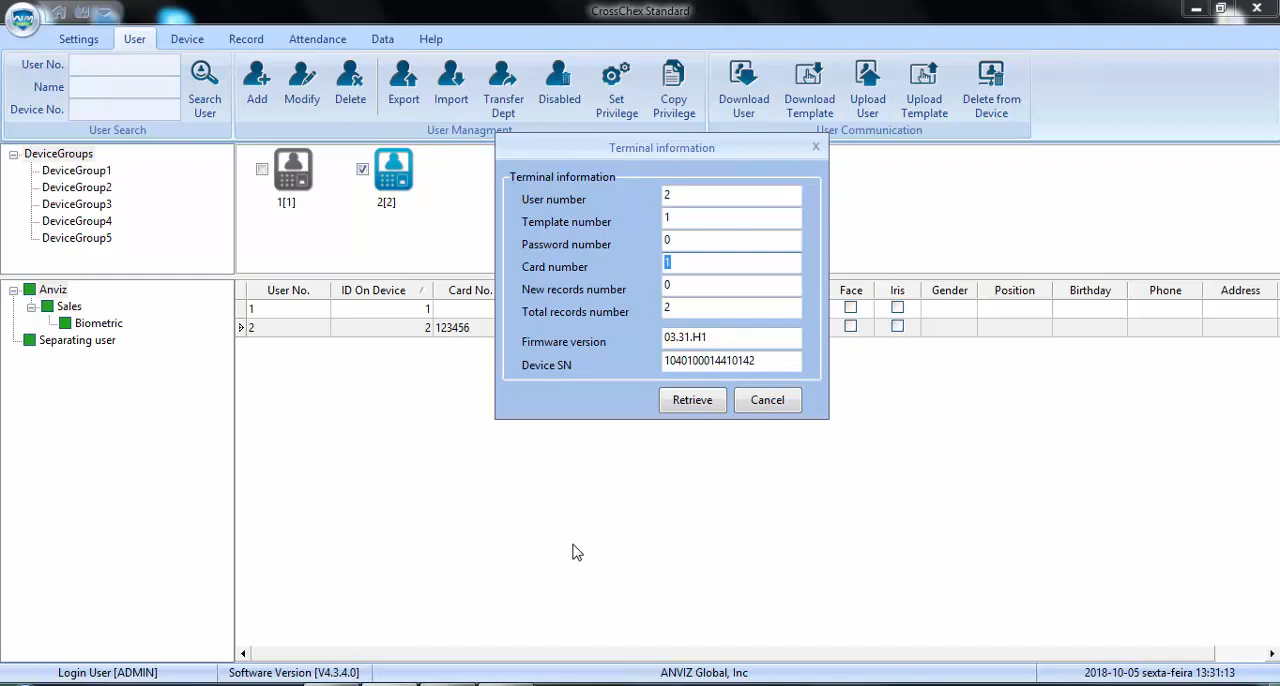 CrossChex Standard
Settings User Device Record Attendance Data Help
User No.
Name
Device No.
Search User
User Search
Add Modify Delete Export Import Transfer Dept Disabled Set Privilege Copy Privilege
User Managment
Download User Download Template Upload User Upload Template Delete from Device
User Communication
DeviceGroups
DeviceGroup1
DeviceGroup2
DeviceGroup3
DeviceGroup4
DeviceGroup5
1[1] 2[2]
Terminal information
Terminal information
User number 2
Template number 1
Password number 0
Card number 1
New records number 0
Total records number 2
Firmware version 03.31.H1
Device SN 1040100014410142
Retrieve Cancel
Anviz
Sales
Biometric
Separating user
User No. ID On Device Card No. Face Iris Gender Position Birthday Phone Address
1 1
2 2 123456
Login User [ADMIN] Software Version [V4.3.4.0] ANVIZ Global, Inc 2018-10-05 sexta-feira 13:31:13